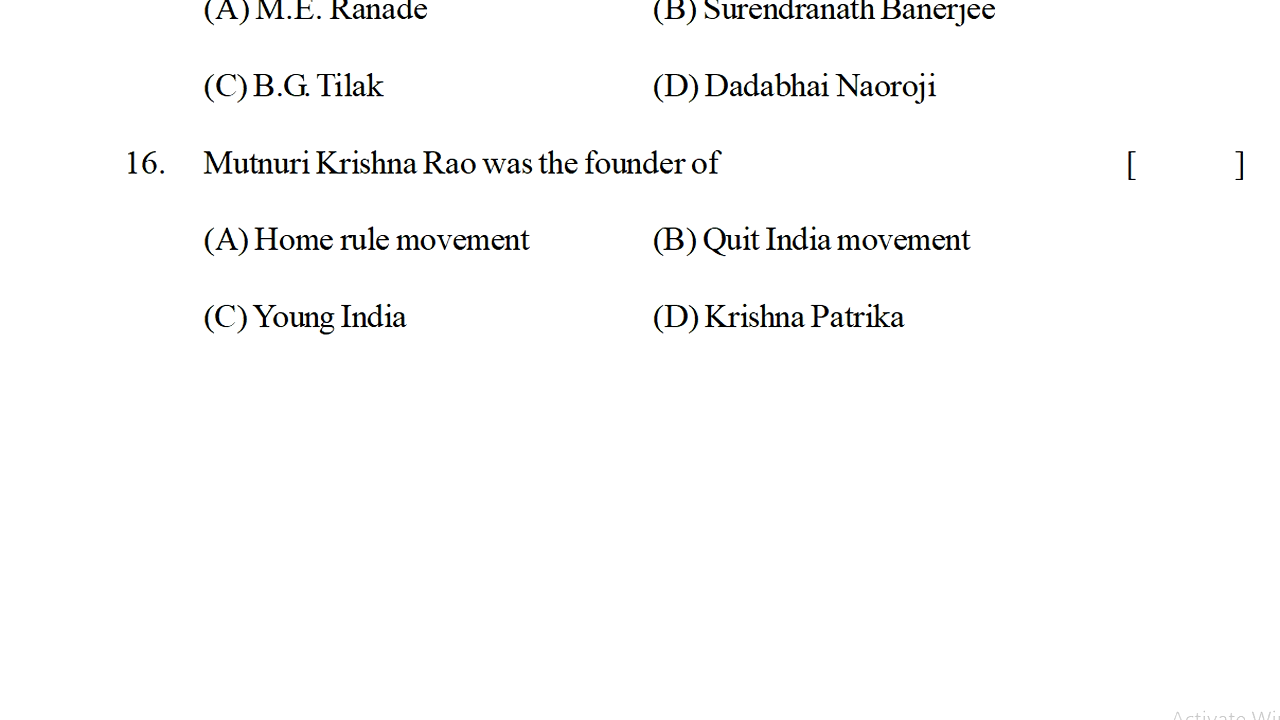 (A) M.E. Ranade (B) Surendranath Banerjee
(C) B.G. Tilak (D) Dadabhai Naoroji
16. Mutnuri Krishna Rao was the founder of [ ]
(A) Home rule movement (B) Quit India movement
(C) Young India (D) Krishna Patrika